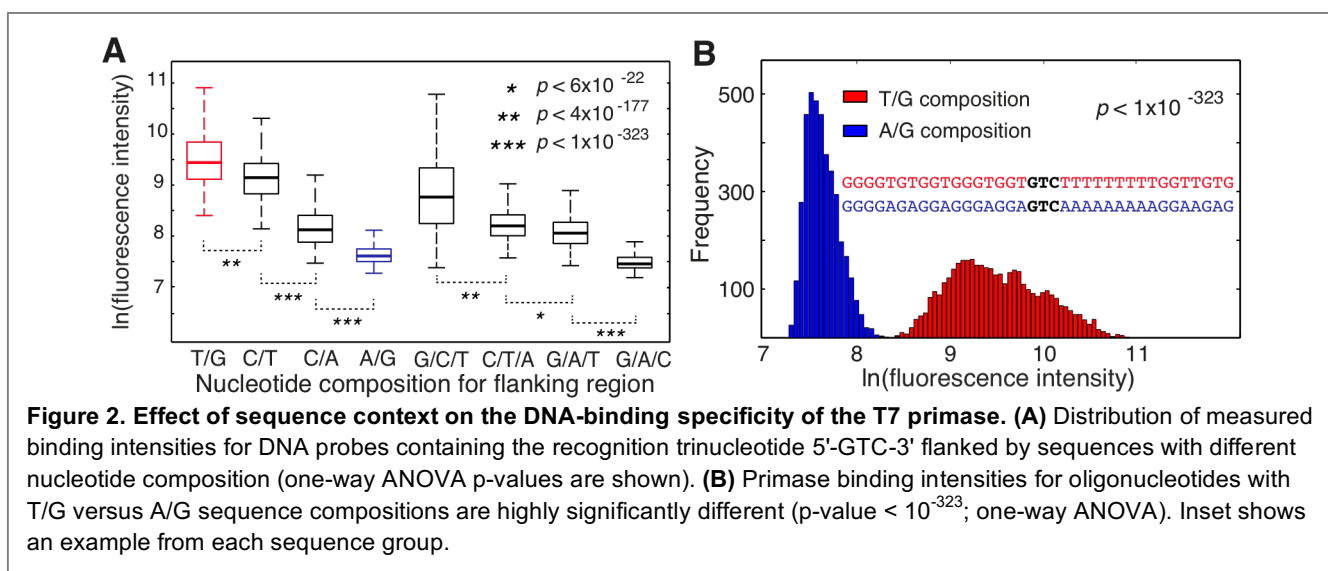 A
ln(fluorescence intensity)
11
10
9
8
7
* p < 6x10 -22
** p < 4x10 -177
*** p < 1x10 -323
**
***
***
**
*
***
T/G C/T C/A A/G G/C/T C/T/A G/A/T G/A/C
Nucleotide composition for flanking region
B
Frequency
500
300
100
T/G composition
A/G composition
p < 1x10 -323
GGGGTGTGGTGGGTGGTGTCTTTTTTTTTGGTTGTG
GGGGAGAGGAGGGAGGAGTCAAAAAAAAAGGAAGAG
7 8 9 10 11
ln(fluorescence intensity)
Figure 2. Effect of sequence context on the DNA-binding specificity of the T7 primase. (A) Distribution of measured
binding intensities for DNA probes containing the recognition trinucleotide 5'-GTC-3' flanked by sequences with different
nucleotide composition (one-way ANOVA p-values are shown). (B) Primase binding intensities for oligonucleotides with
T/G versus A/G sequence compositions are highly significantly different (p-value < 10-323; one-way ANOVA). Inset shows
an example from each sequence group.